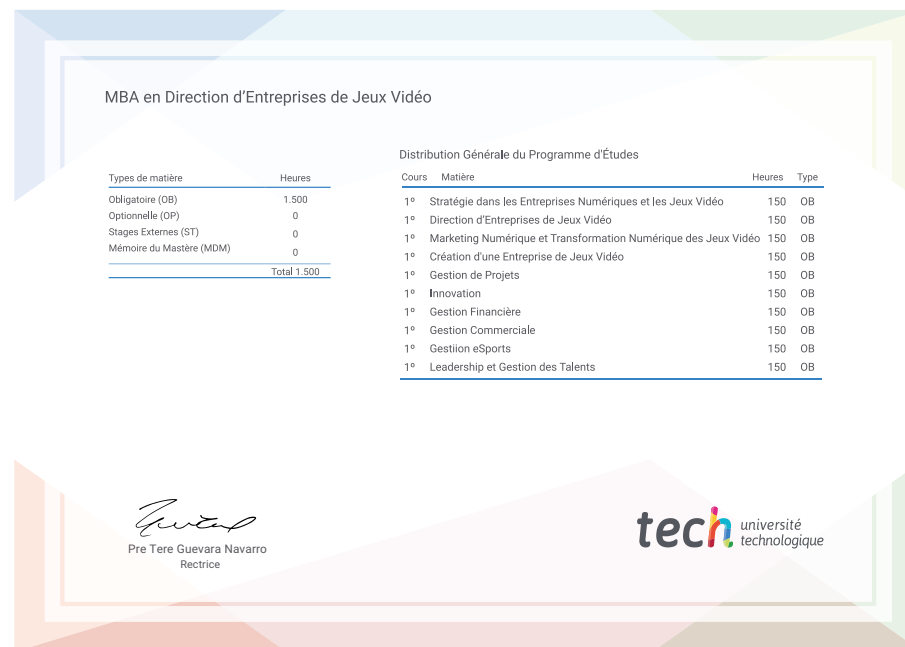 MBA en Direction d'Entreprises de Jeux Vidéo
Types de matière Heures
Obligatoire (OB) 1.500
Optionnelle (OP) 0
Stages Externes (ST) 0
Mémoire du Mastère (MDM) 0
Total 1.500
Distribution Générale du Programme d'Études
Cours Matière Heures Type
1º Stratégie dans les Entreprises Numériques et les Jeux Vidéo 150 OB
1º Direction d'Entreprises de Jeux Vidéo 150 OB
1º Marketing Numérique et Transformation Numérique des Jeux Vidéo 150 OB
1º Création d'une Entreprise de Jeux Vidéo 150 OB
1º Gestion de Projets 150 OB
1º Innovation 150 OB
1º Gestion Financière 150 OB
1º Gestion Commerciale 150 OB
1º Gestiion eSports 150 OB
1º Leadership et Gestion des Talents 150 OB
Pre Tere Guevara Navarro
Rectrice
tech université
technologique